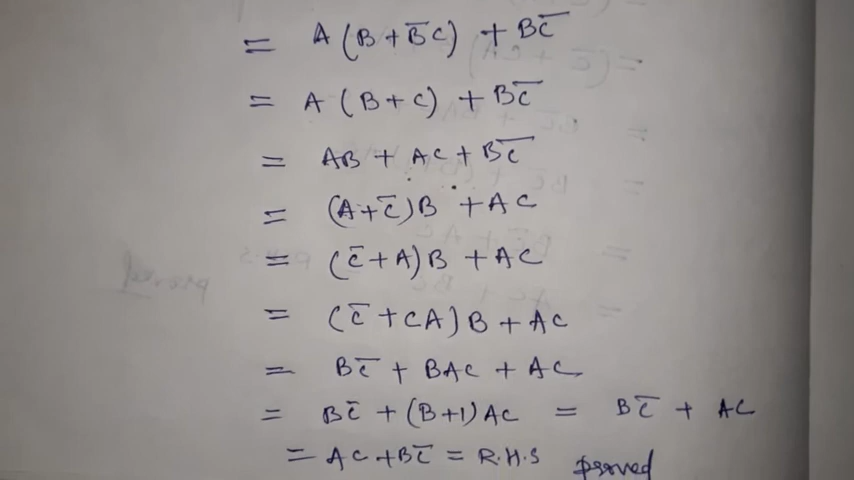 = A (B + B̅C) + BC̅
= A (B + C) + BC̅
= AB + AC + BC̅
= (A + C̅)B + AC
= (C̅ + A)B + AC
= (C̅ + CA)B + AC
= BC̅ + BAC + AC
= BC̅ + (B+1)AC = BC̅ + AC
= AC + BC̅ = R.H.S proved